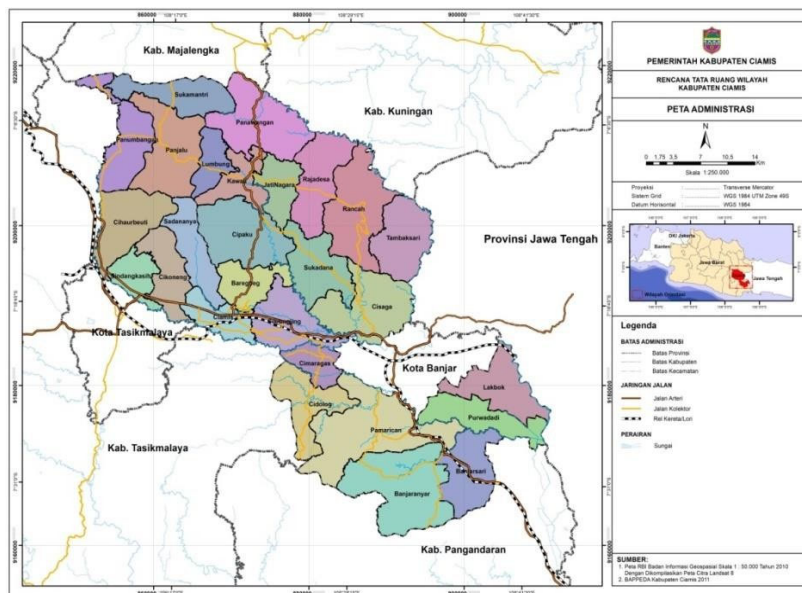 Kab. Majalengka
Kab. Kuningan
Provinsi Jawa Tengah
Kota Tasikmalaya
Kab. Tasikmalaya
Kota Banjar
Kab. Pangandaran
Sukamantri
Panumbangan
Panjalu
Lumbung
Panawangan
Kawali
JatiNagara
Rajadesa
Rancah
Tambaksari
Cihaurbeuti
Sadananya
Cipaku
Sukadana
Cisaga
Sindangkasih
Cikoneng
Baregbeg
Ciamis
Cimaragas
Cidolog
Pamarican
Lakbok
Purwadadi
Banjarsari
Banjaranyar
PEMERINTAH KABUPATEN CIAMIS
RENCANA TATA RUANG WILAYAH
KABUPATEN CIAMIS
PETA ADMINISTRASI
N
0 1,75 3,5 7 10,5 14
Km
Skala 1:250.000
Proyeksi : Transverse Mercator
Sistem Grid : WGS 1984 UTM Zone 49S
Datum Horisontal : WGS 1984
DKI Jakarta
Banten
Jawa Barat
Jawa Tengah
Legenda
BATAS ADMINISTRASI
Batas Provinsi
Batas Kabupaten
Batas Kecamatan
JARINGAN JALAN
Jalan Arteri
Jalan Kolektor
Rel Kereta/Lori
PERAIRAN
Sungai
SUMBER:
1. Peta RBI Badan Informasi Geospasial Skala 1 : 50.000 Tahun 2010
Dengan Dikompilasikan Peta Citra Landsat 8
2. BAPPEDA Kabupaten Ciamis 2011